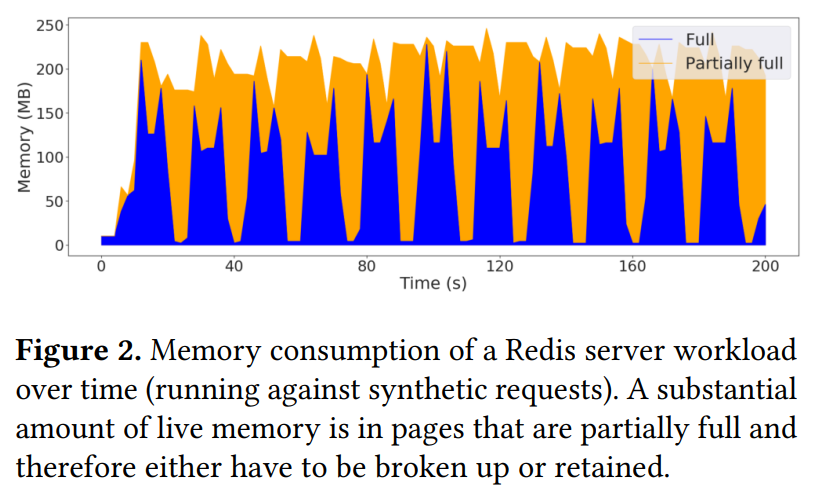 250
200
150
100
50
0
Memory (MB)
Full
Partially full
0 40 80 120 160 200
Time (s)
Figure 2. Memory consumption of a Redis server workload
over time (running against synthetic requests). A substantial
amount of live memory is in pages that are partially full and
therefore either have to be broken up or retained.